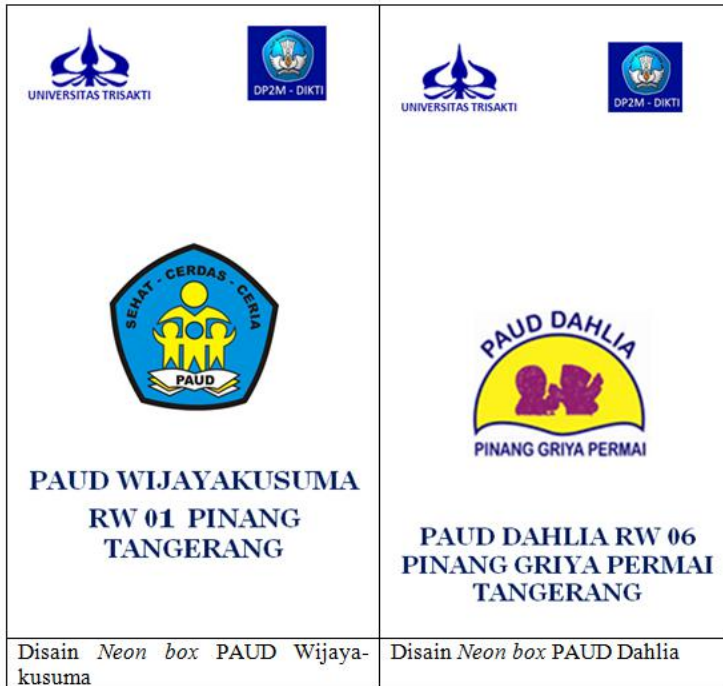 UNIVERSITAS TRISAKTI
DP2M - DIKTI
SEHAT - CERDAS - CERIA
PAUD
PAUD WIJAYAKUSUMA
RW 01 PINANG
TANGERANG
Disain Neon box PAUD Wijaya-
kusuma
UNIVERSITAS TRISAKTI
DP2M - DIKTI
PAUD DAHLIA
PINANG GRIYA PERMAI
PAUD DAHLIA RW 06
PINANG GRIYA PERMAI
TANGERANG
Disain Neon box PAUD Dahlia